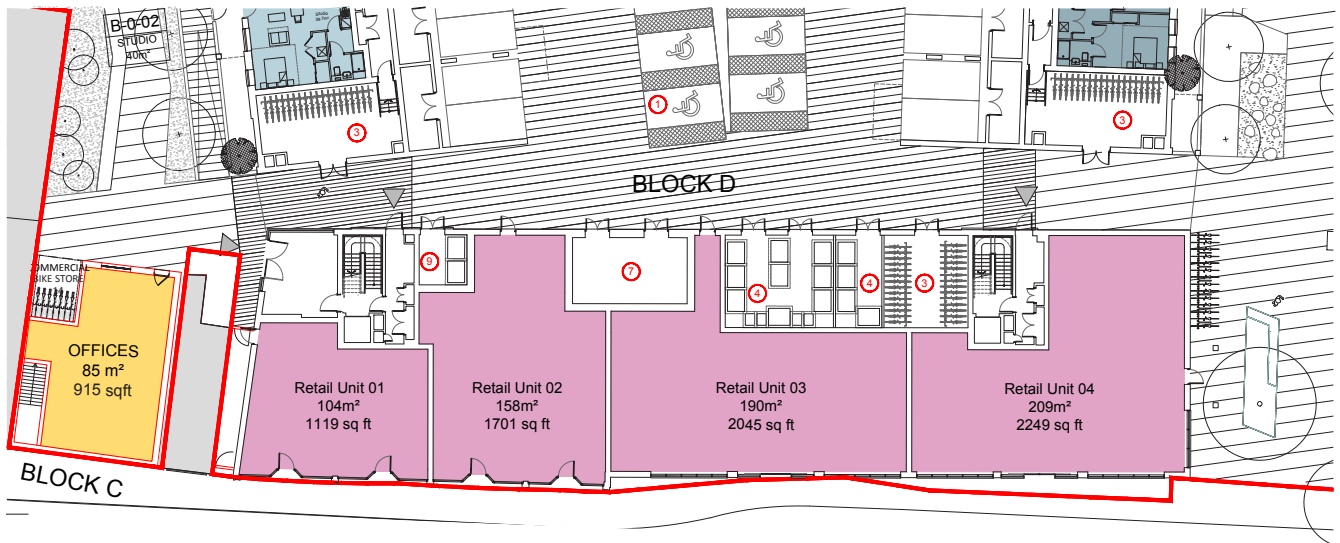 B-0-02
STUDIO
40m²
1
3
3
BLOCK D
9
7
4
4
3
COMMERCIAL
BIKE STORE
OFFICES
85 m²
915 sqft
Retail Unit 01
104m²
1119 sq ft
Retail Unit 02
158m²
1701 sq ft
Retail Unit 03
190m²
2045 sq ft
Retail Unit 04
209m²
2249 sq ft
BLOCK C